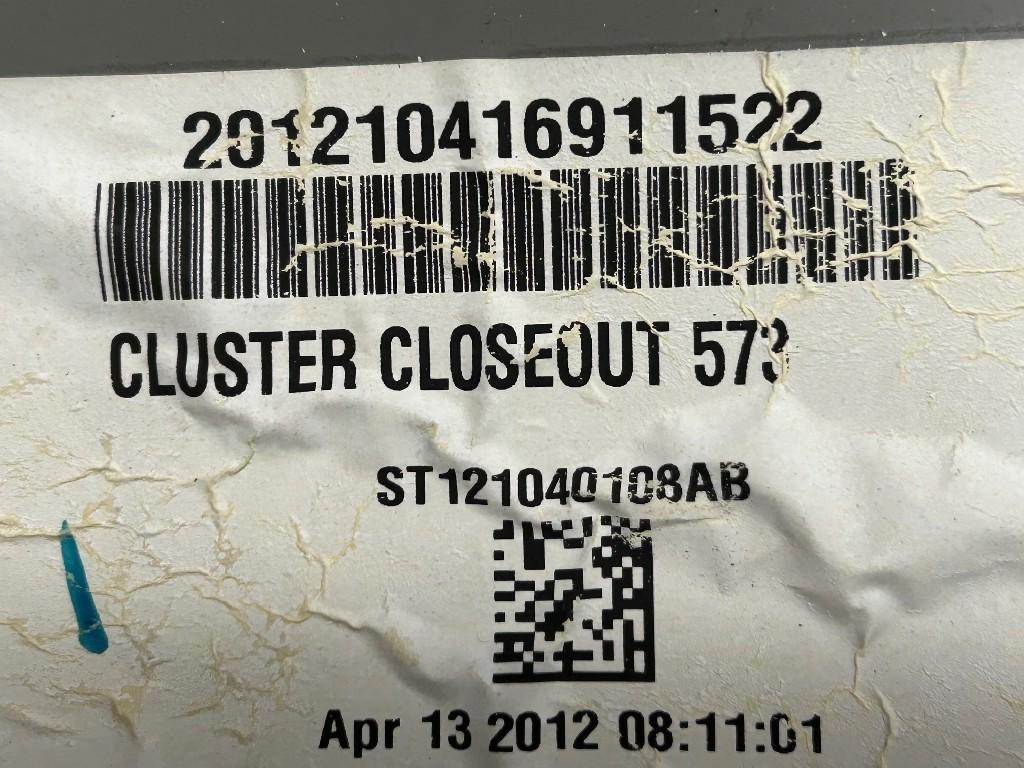 201210416911522
CLUSTER CLOSEOUT 573
ST121040108AB
Apr 13 2012 08:11:01